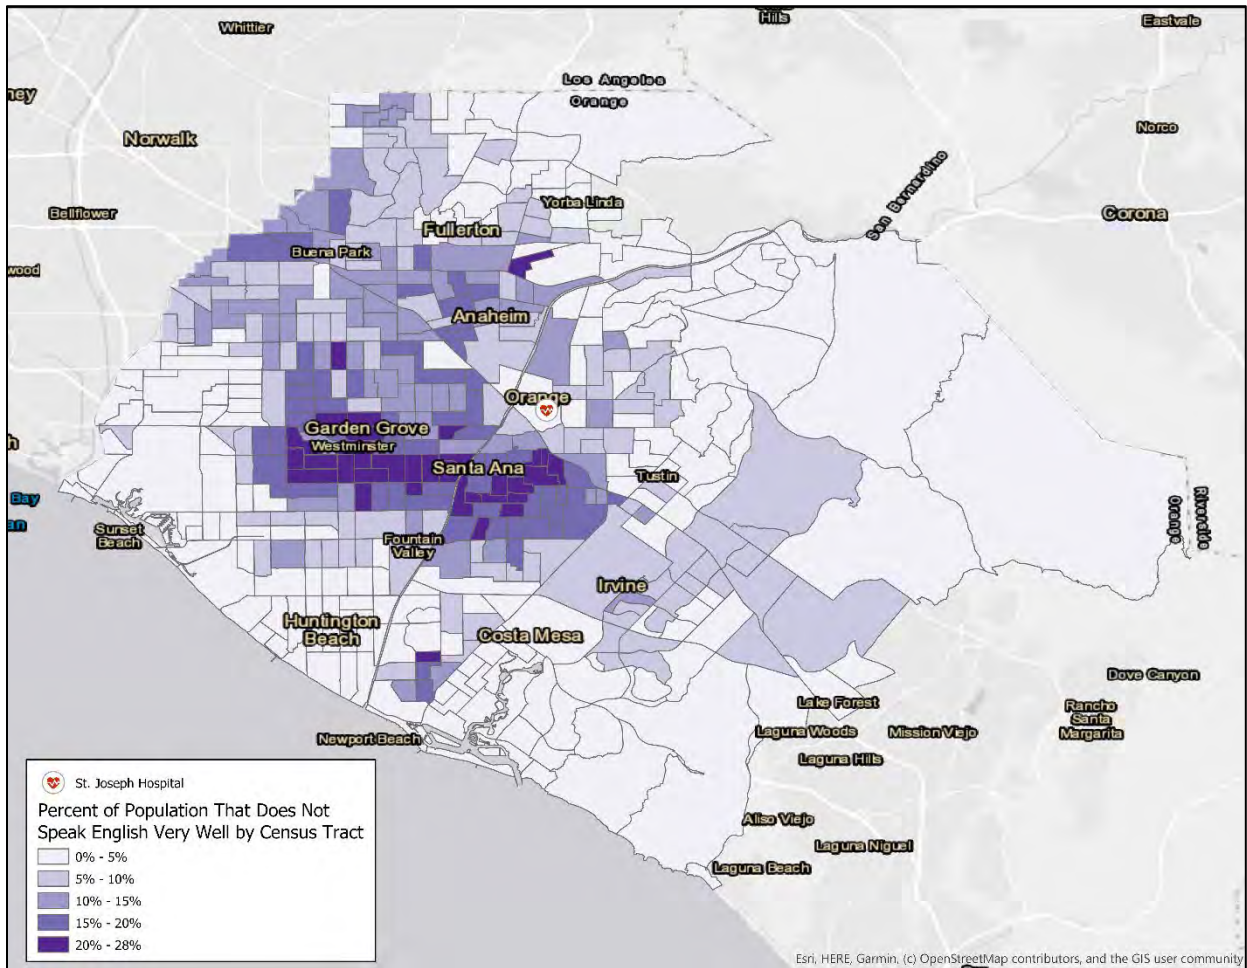 Whittier
Hills
Eastvale
Los Angeles
Orange
ney
Norwalk
Norco
San Bernardino
Bellflower
Yorba Linda
Corona
Fullerton
Buena Park
wood
Anaheim
Orange
Garden Grove
Westminster
h
Santa Ana
Tustin
Bay
an
Riverside
Orange
Sunset
Beach
Fountain
Valley
Irvine
Huntington
Beach
Costa Mesa
Dove Canyon
Lake Forest
Rancho
Santa
Margarita
Laguna Woods
Mission Viejo
Newport Beach
Laguna Hills
Aliso Viejo
Laguna Niguel
Laguna Beach
St. Joseph Hospital
Percent of Population That Does Not
Speak English Very Well by Census Tract
0% - 5%
5% - 10%
10% - 15%
15% - 20%
20% - 28%
Esri, HERE, Garmin, (c) OpenStreetMap contributors, and the GIS user community